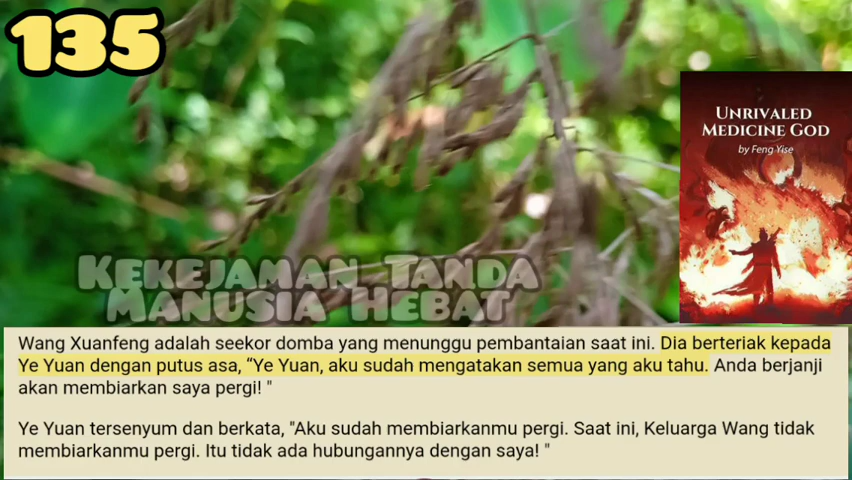 135
UNRIVALED
MEDICINE GOD
by Feng Yise
KEKEJAMAN TANDA
MANUSIA HEBAT
Wang Xuanfeng adalah seekor domba yang menunggu pembantaian saat ini. Dia berteriak kepada
Ye Yuan dengan putus asa, “Ye Yuan, aku sudah mengatakan semua yang aku tahu. Anda berjanji
akan membiarkan saya pergi! "
Ye Yuan tersenyum dan berkata, "Aku sudah membiarkanmu pergi. Saat ini, Keluarga Wang tidak
membiarkanmu pergi. Itu tidak ada hubungannya dengan saya! "